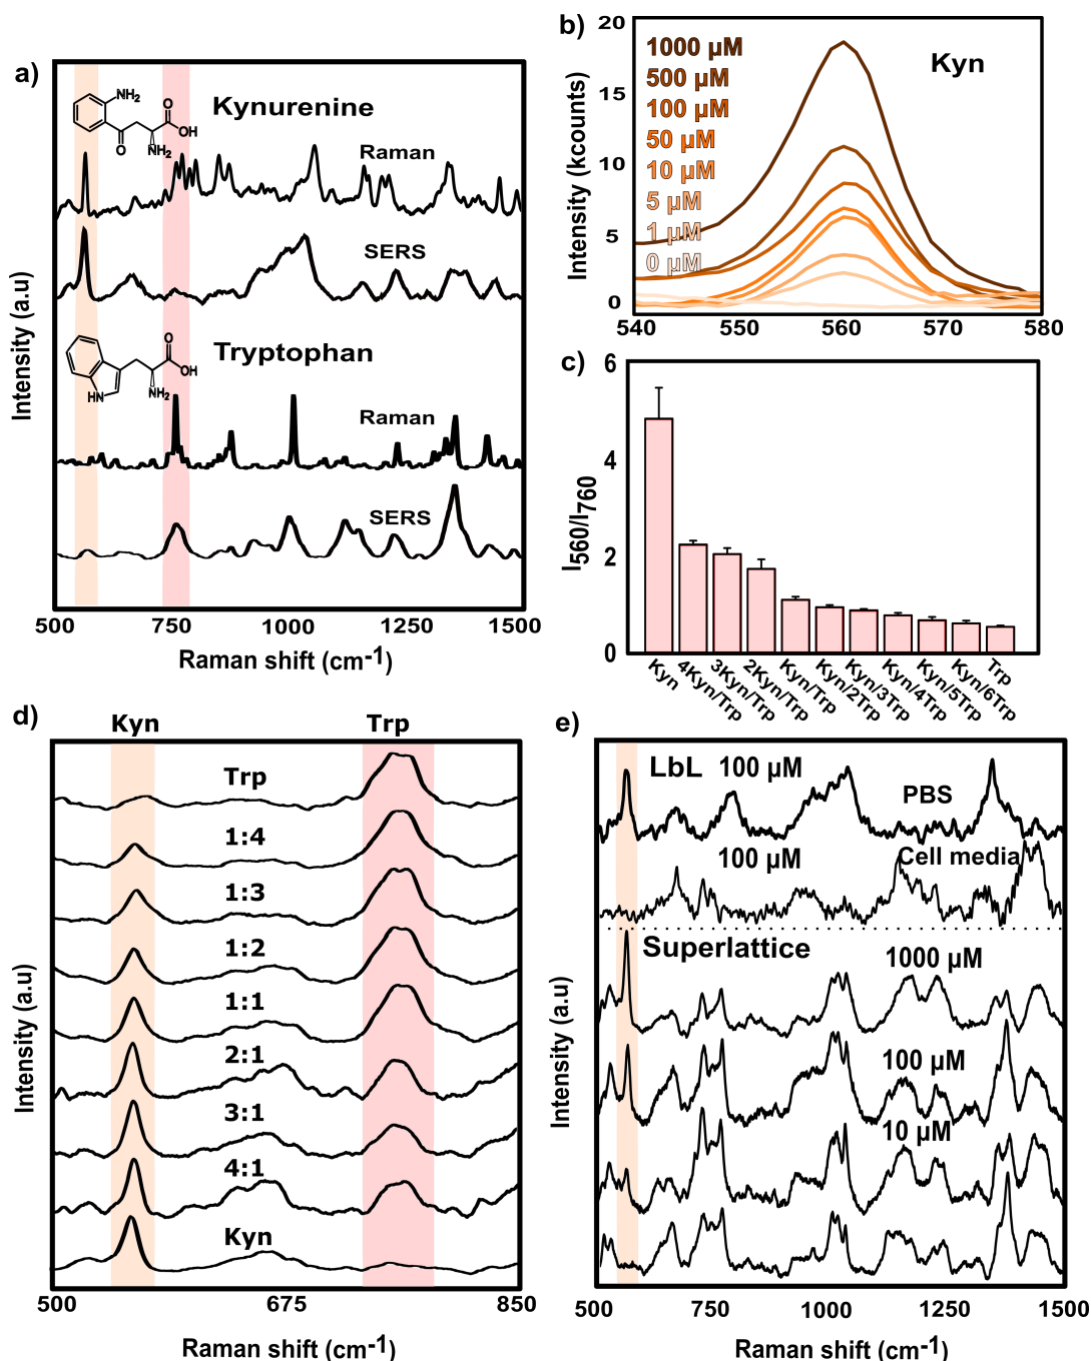 a)
Kynurenine
NH₂
O
OH
O
NH₂
Raman
SERS
Tryptophan
O
OH
HN
NH₂
Raman
SERS
Intensity (a.u)
500 750 1000 1250 1500
Raman shift (cm-1)
b)
Kyn
1000 µM
500 µM
100 µM
50 µM
10 µM
5 µM
1 µM
0 µM
Intensity (kcounts)
20
15
10
5
0
540 550 560 570 580
c)
I560/I760
6
4
2
0
Kyn
4Kyn/Trp
3Kyn/Trp
2Kyn/Trp
Kyn/Trp
Kyn/2Trp
Kyn/3Trp
Kyn/4Trp
Kyn/5Trp
Kyn/6Trp
Trp
d)
Kyn Trp
Trp
1:4
1:3
1:2
1:1
2:1
3:1
4:1
Kyn
Intensity (a.u)
500 675 850
Raman shift (cm-1)
e)
LbL 100 µM
PBS
100 µM Cell media
Superlattice
1000 µM
100 µM
10 µM
Intensity (a.u)
500 750 1000 1250 1500
Raman shift (cm-1)